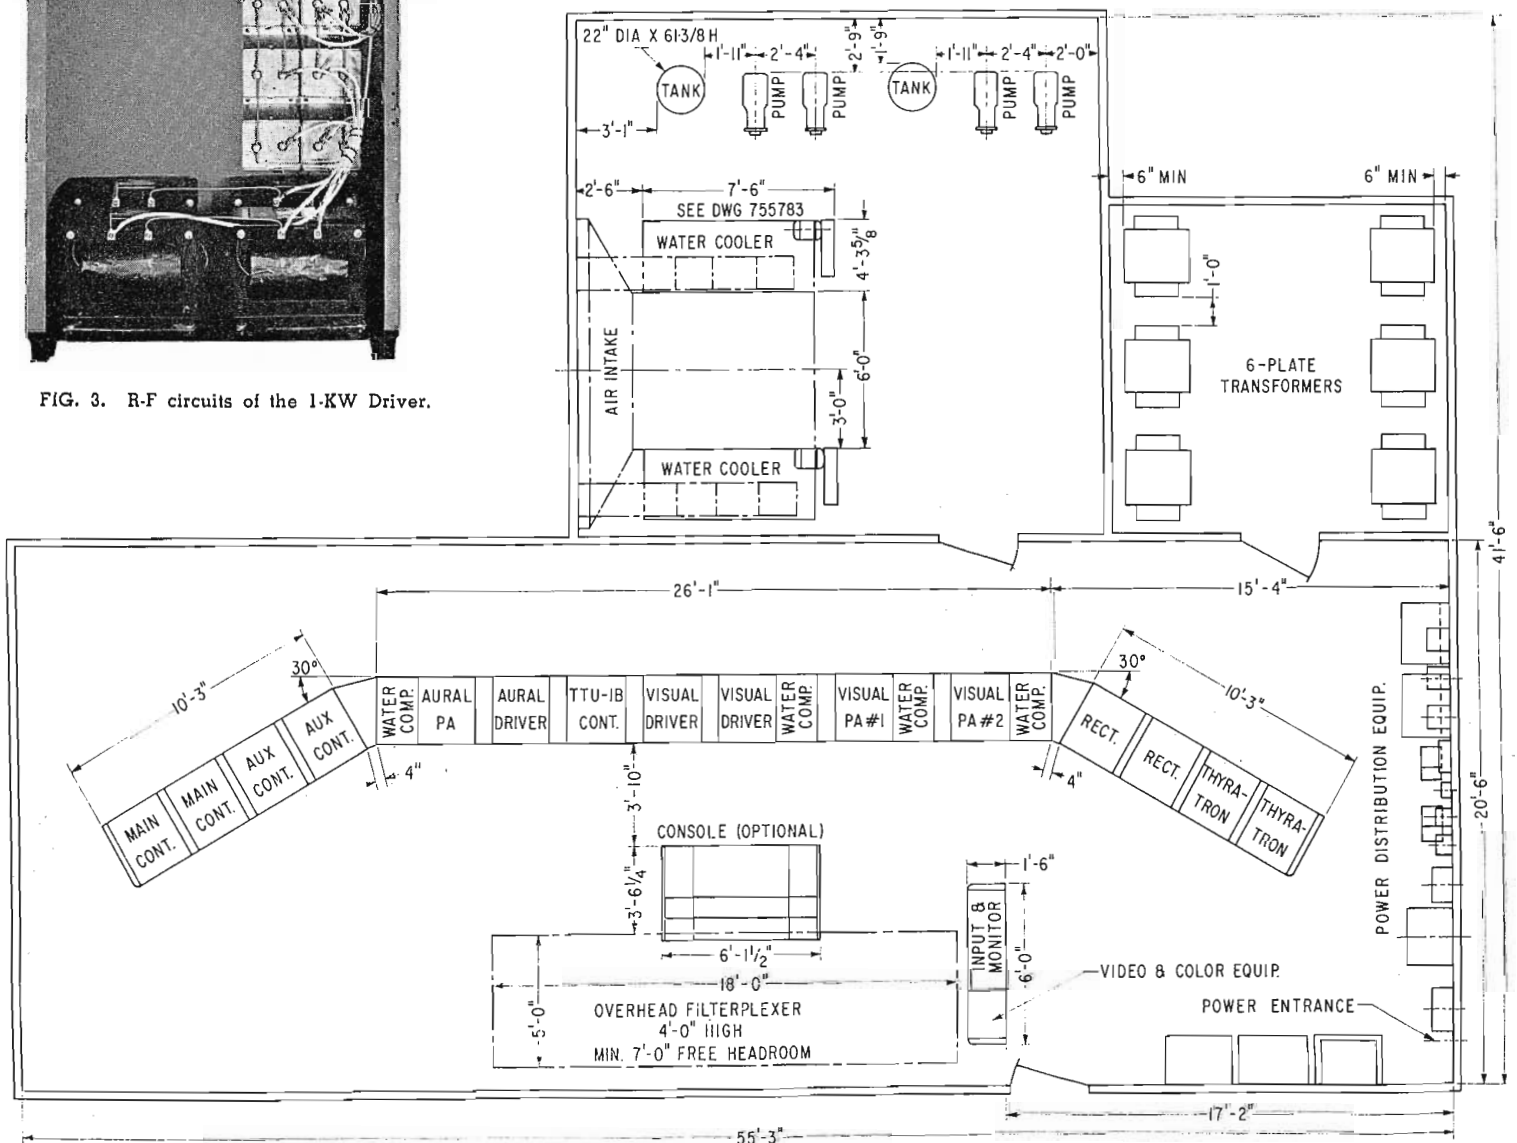 FIG. 3. R-F circuits of the 1-KW Driver.
22" DIA X 61-3/8 H
1'-11"
2'-4"
2'-9"
1'-9"
1'-11"
2'-4"
2'-0"
TANK
PUMP
PUMP
TANK
PUMP
PUMP
3'-1"
6" MIN
6" MIN
2'-6"
7'-6"
SEE DWG 755783
WATER COOLER
4'-3 5/8"
1'-0"
AIR INTAKE
6'-0"
3'-0"
6-PLATE
TRANSFORMERS
WATER COOLER
41'-6"
26'-1"
15'-4"
10'-3"
30°
30°
10'-3"
WATER
COMP.
AURAL
PA
AURAL
DRIVER
TTU-1B
CONT.
VISUAL
DRIVER
VISUAL
DRIVER
WATER
COMP.
VISUAL
PA#1
WATER
COMP.
VISUAL
PA#2
WATER
COMP.
AUX
CONT.
AUX
CONT.
MAIN
CONT.
MAIN
CONT.
RECT.
RECT.
THYRA-
TRON
THYRA-
TRON
4"
4"
3'-10"
POWER DISTRIBUTION EQUIP.
20'-6"
CONSOLE (OPTIONAL)
3'-6 1/4"
6'-1 1/2"
1'-6"
INPUT &
MONITOR
6'-0"
VIDEO & COLOR EQUIP.
18'-0"
5'-0"
OVERHEAD FILTERPLEXER
4'-0" HIGH
MIN. 7'-0" FREE HEADROOM
POWER ENTRANCE
17'-2"
55'-3"